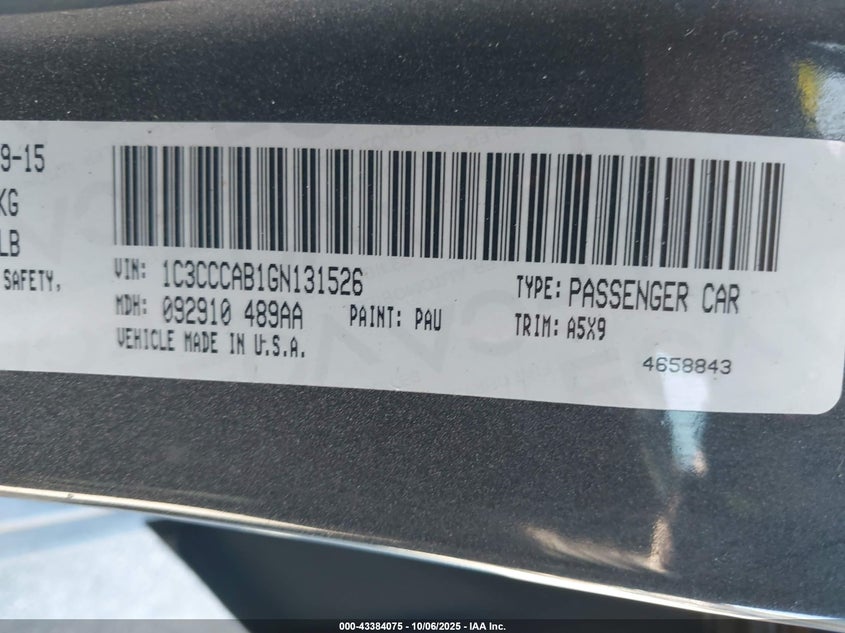 9-15
KG
LB
SAFETY,
VIN: 1C3CCCAB1GN131526
TYPE: PASSENGER CAR
MDH: 092910 489AA
PAINT: PAU
TRIM: A5X9
VEHICLE MADE IN U.S.A.
4658843
000-43384075 - 10/06/2025 - IAA Inc.